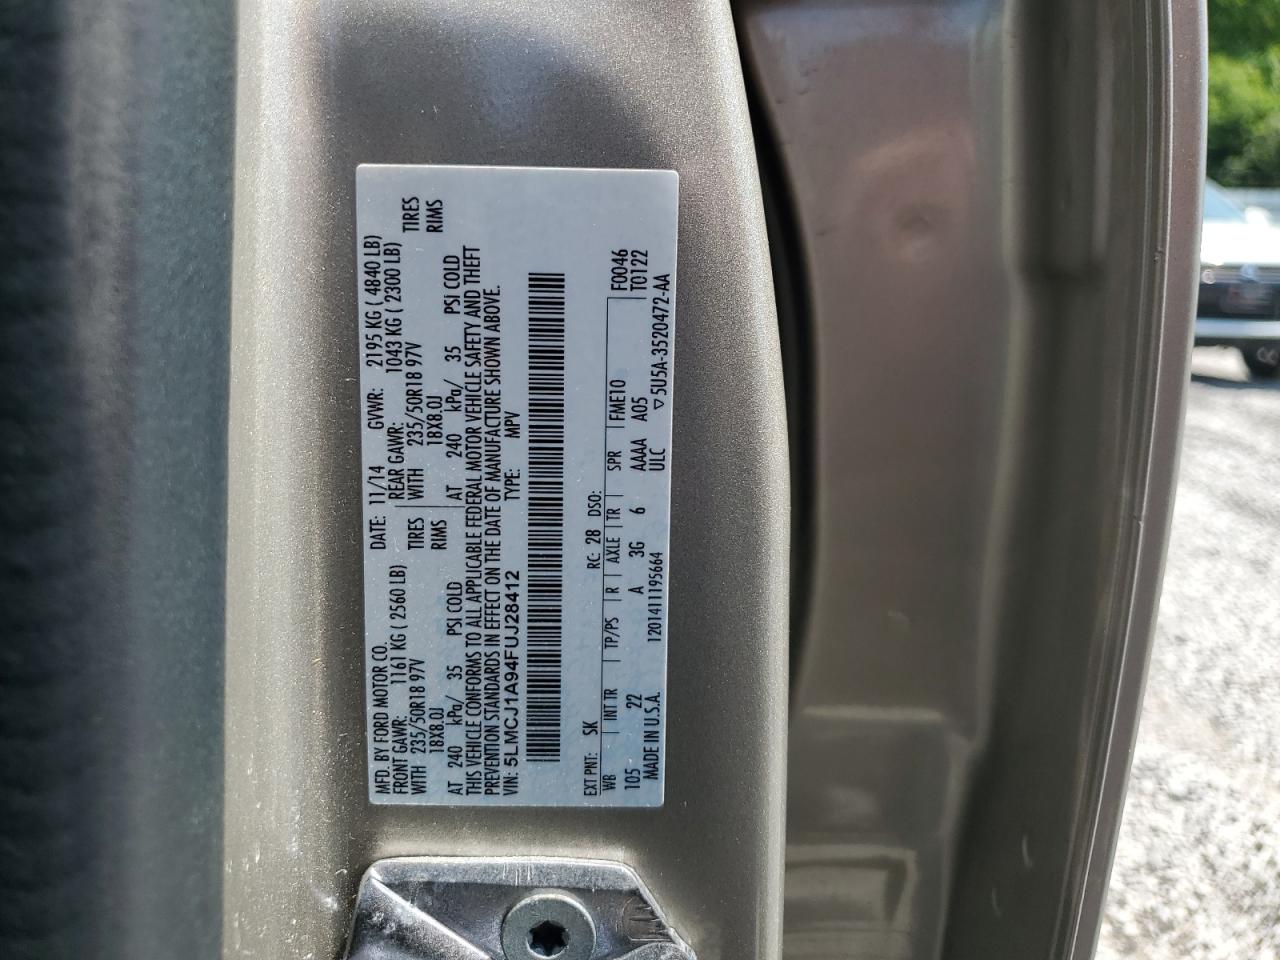 MFD. BY FORD MOTOR CO. DATE: 11/14 GVWR: 2195 KG ( 4840 LB)
FRONT GAWR: 1161 KG ( 2560 LB) REAR GAWR: 1043 KG ( 2300 LB)
WITH 235/50R18 97V TIRES WITH 235/50R18 97V TIRES
18X8.0J RIMS 18X8.0J RIMS
AT 240 kPa/ 35 PSI COLD AT 240 kPa/ 35 PSI COLD
THIS VEHICLE CONFORMS TO ALL APPLICABLE FEDERAL MOTOR VEHICLE SAFETY AND THEFT
PREVENTION STANDARDS IN EFFECT ON THE DATE OF MANUFACTURE SHOWN ABOVE.
VIN: 5LMCJ1A94FUJ28412 TYPE: MPV
EXT PNT: SK RC: 28 DSO:
WB INT TR TP/PS R AXLE TR SPR FME10 F0046
105 22 A 3G 6 AAAA A05 T0122
MADE IN U.S.A. 1201411195664 ULC ▽5U5A-3520472-AA